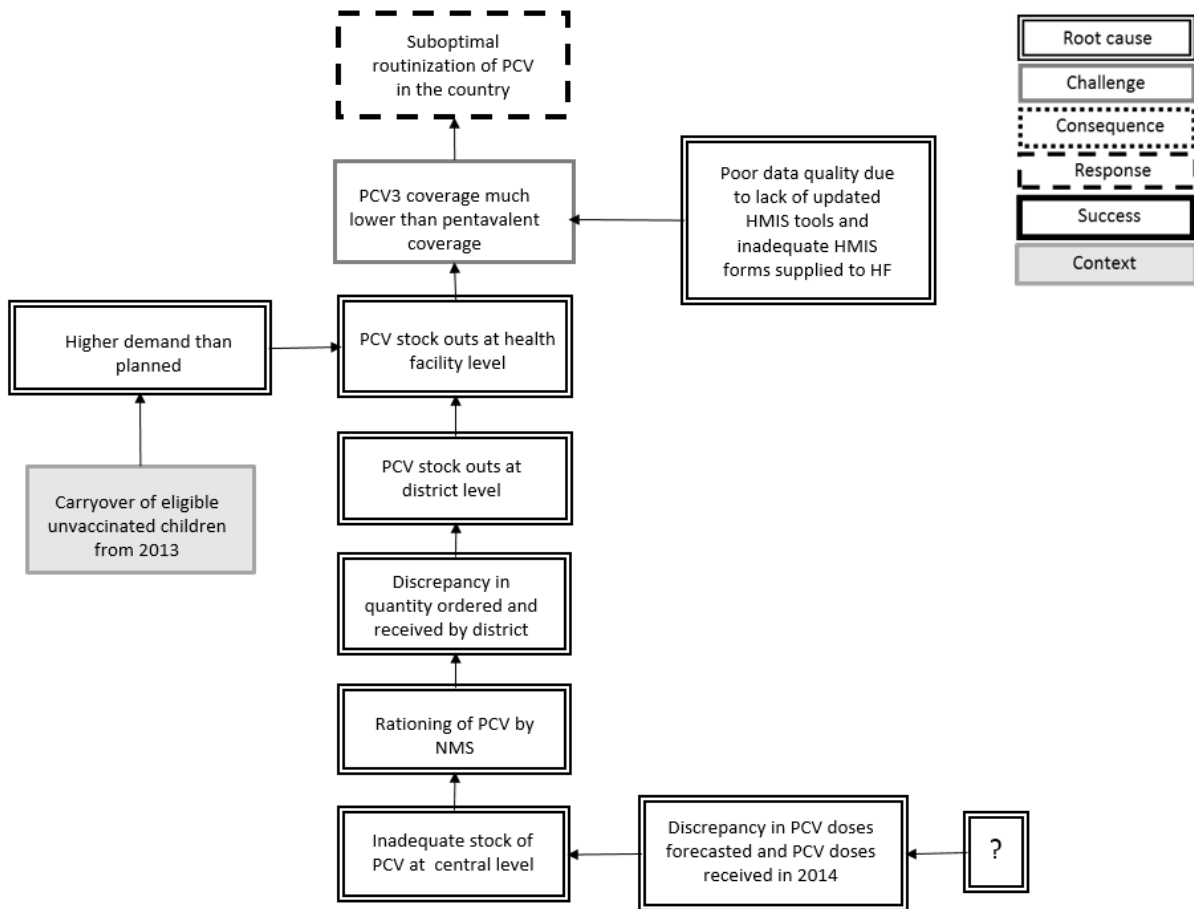 Suboptimal
routinization of PCV
in the country
Root cause
Challenge
Consequence
Response
Success
Context
PCV3 coverage much
lower than pentavalent
coverage
Poor data quality due
to lack of updated
HMIS tools and
inadequate HMIS
forms supplied to HF
Higher demand than
planned
PCV stock outs at health
facility level
Carryover of eligible
unvaccinated children
from 2013
PCV stock outs at
district level
Discrepancy in
quantity ordered and
received by district
Rationing of PCV by
NMS
Inadequate stock of
PCV at central level
Discrepancy in PCV doses
forecasted and PCV doses
received in 2014
?